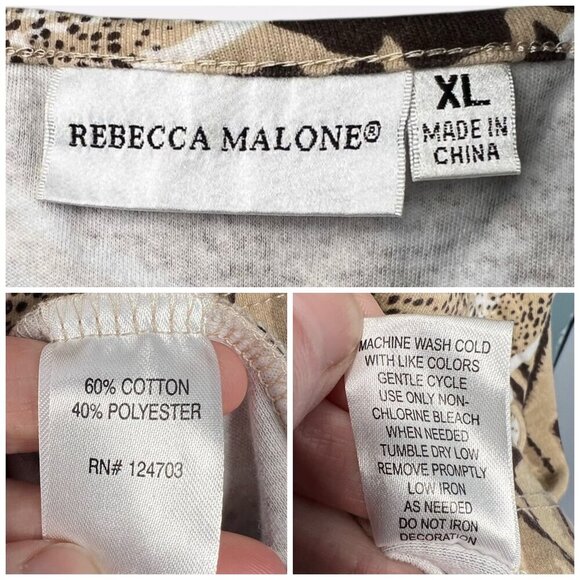 REBECCA MALONE®
XL
MADE IN
CHINA
60% COTTON
40% POLYESTER
RN# 124703
MACHINE WASH COLD
WITH LIKE COLORS
GENTLE CYCLE
USE ONLY NON-
CHLORINE BLEACH
WHEN NEEDED
TUMBLE DRY LOW
REMOVE PROMPTLY
LOW IRON
AS NEEDED
DO NOT IRON
DECORATION